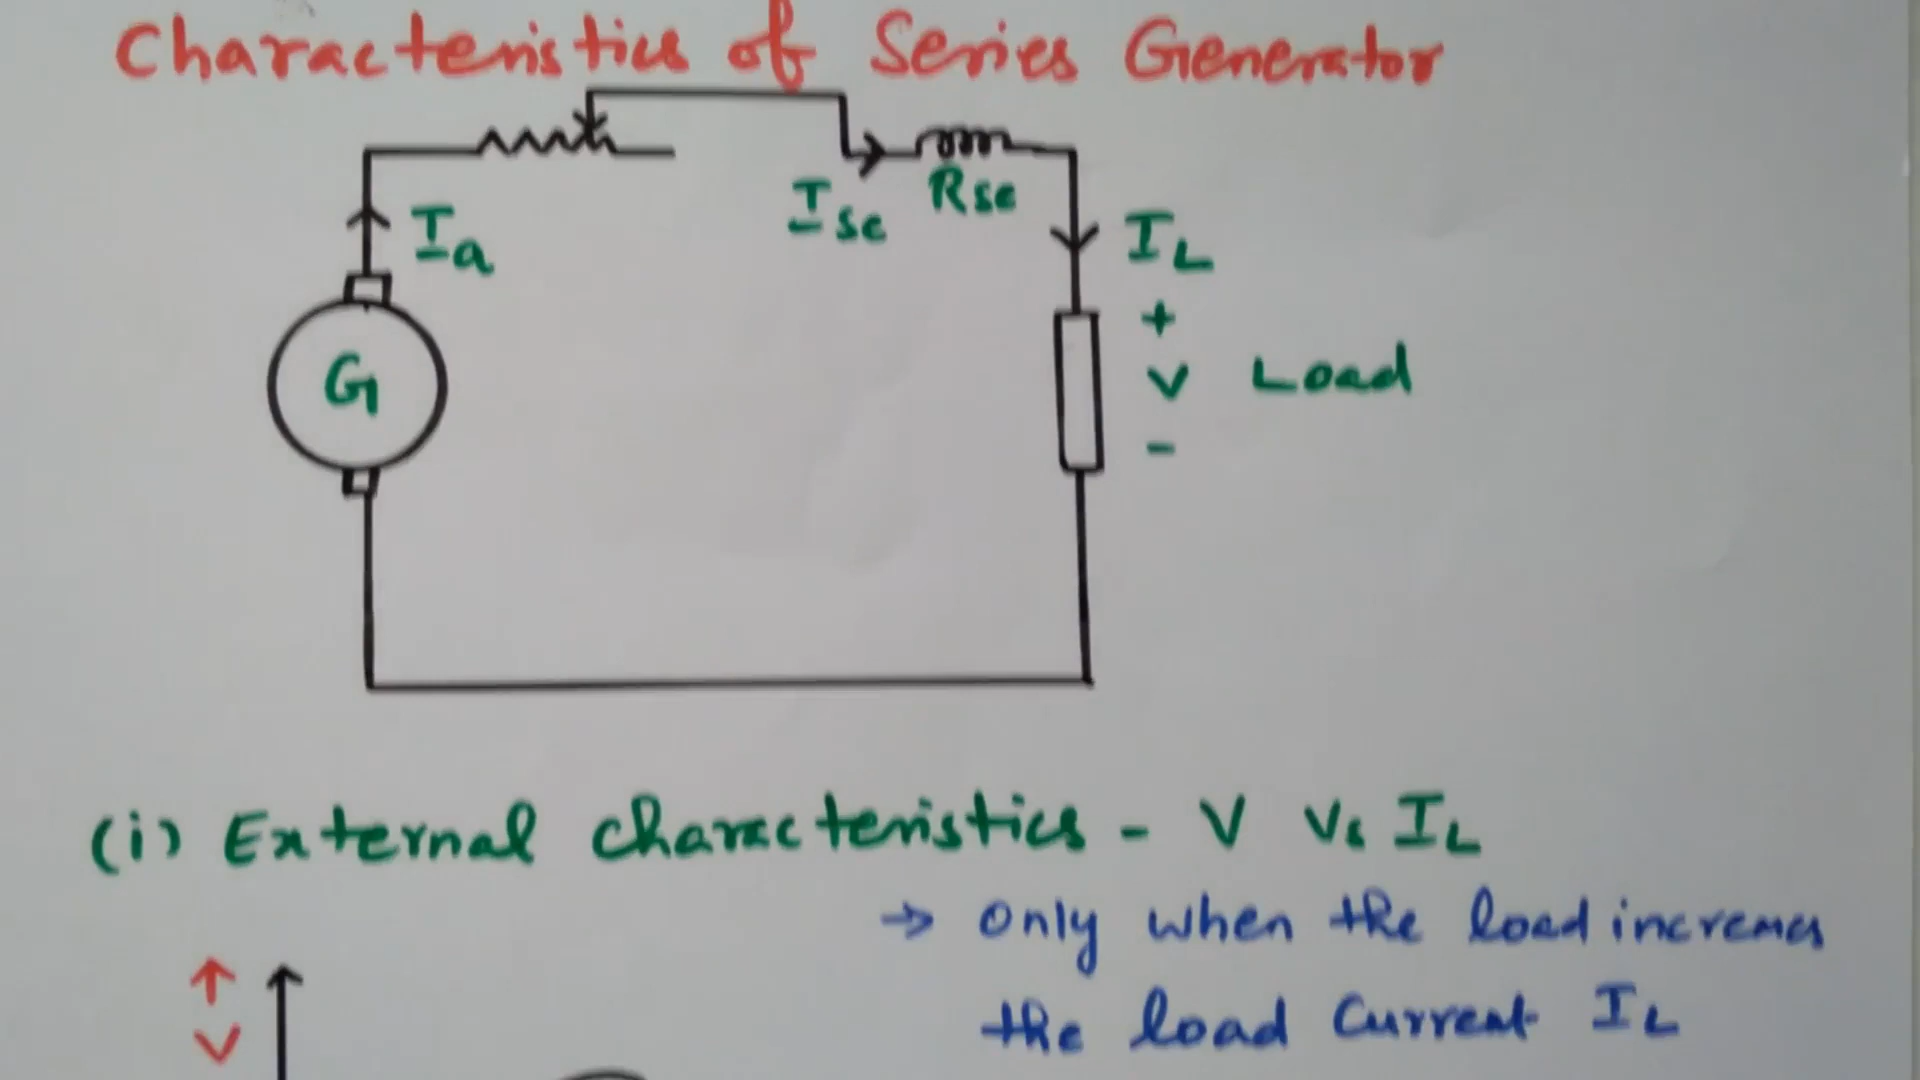 Characteristics of Series Generator
Ia
Ise
Rse
IL
G
+
V
Load
-
(i) External characteristics - V Vs IL
→ only when the load increases
V
the load Current IL